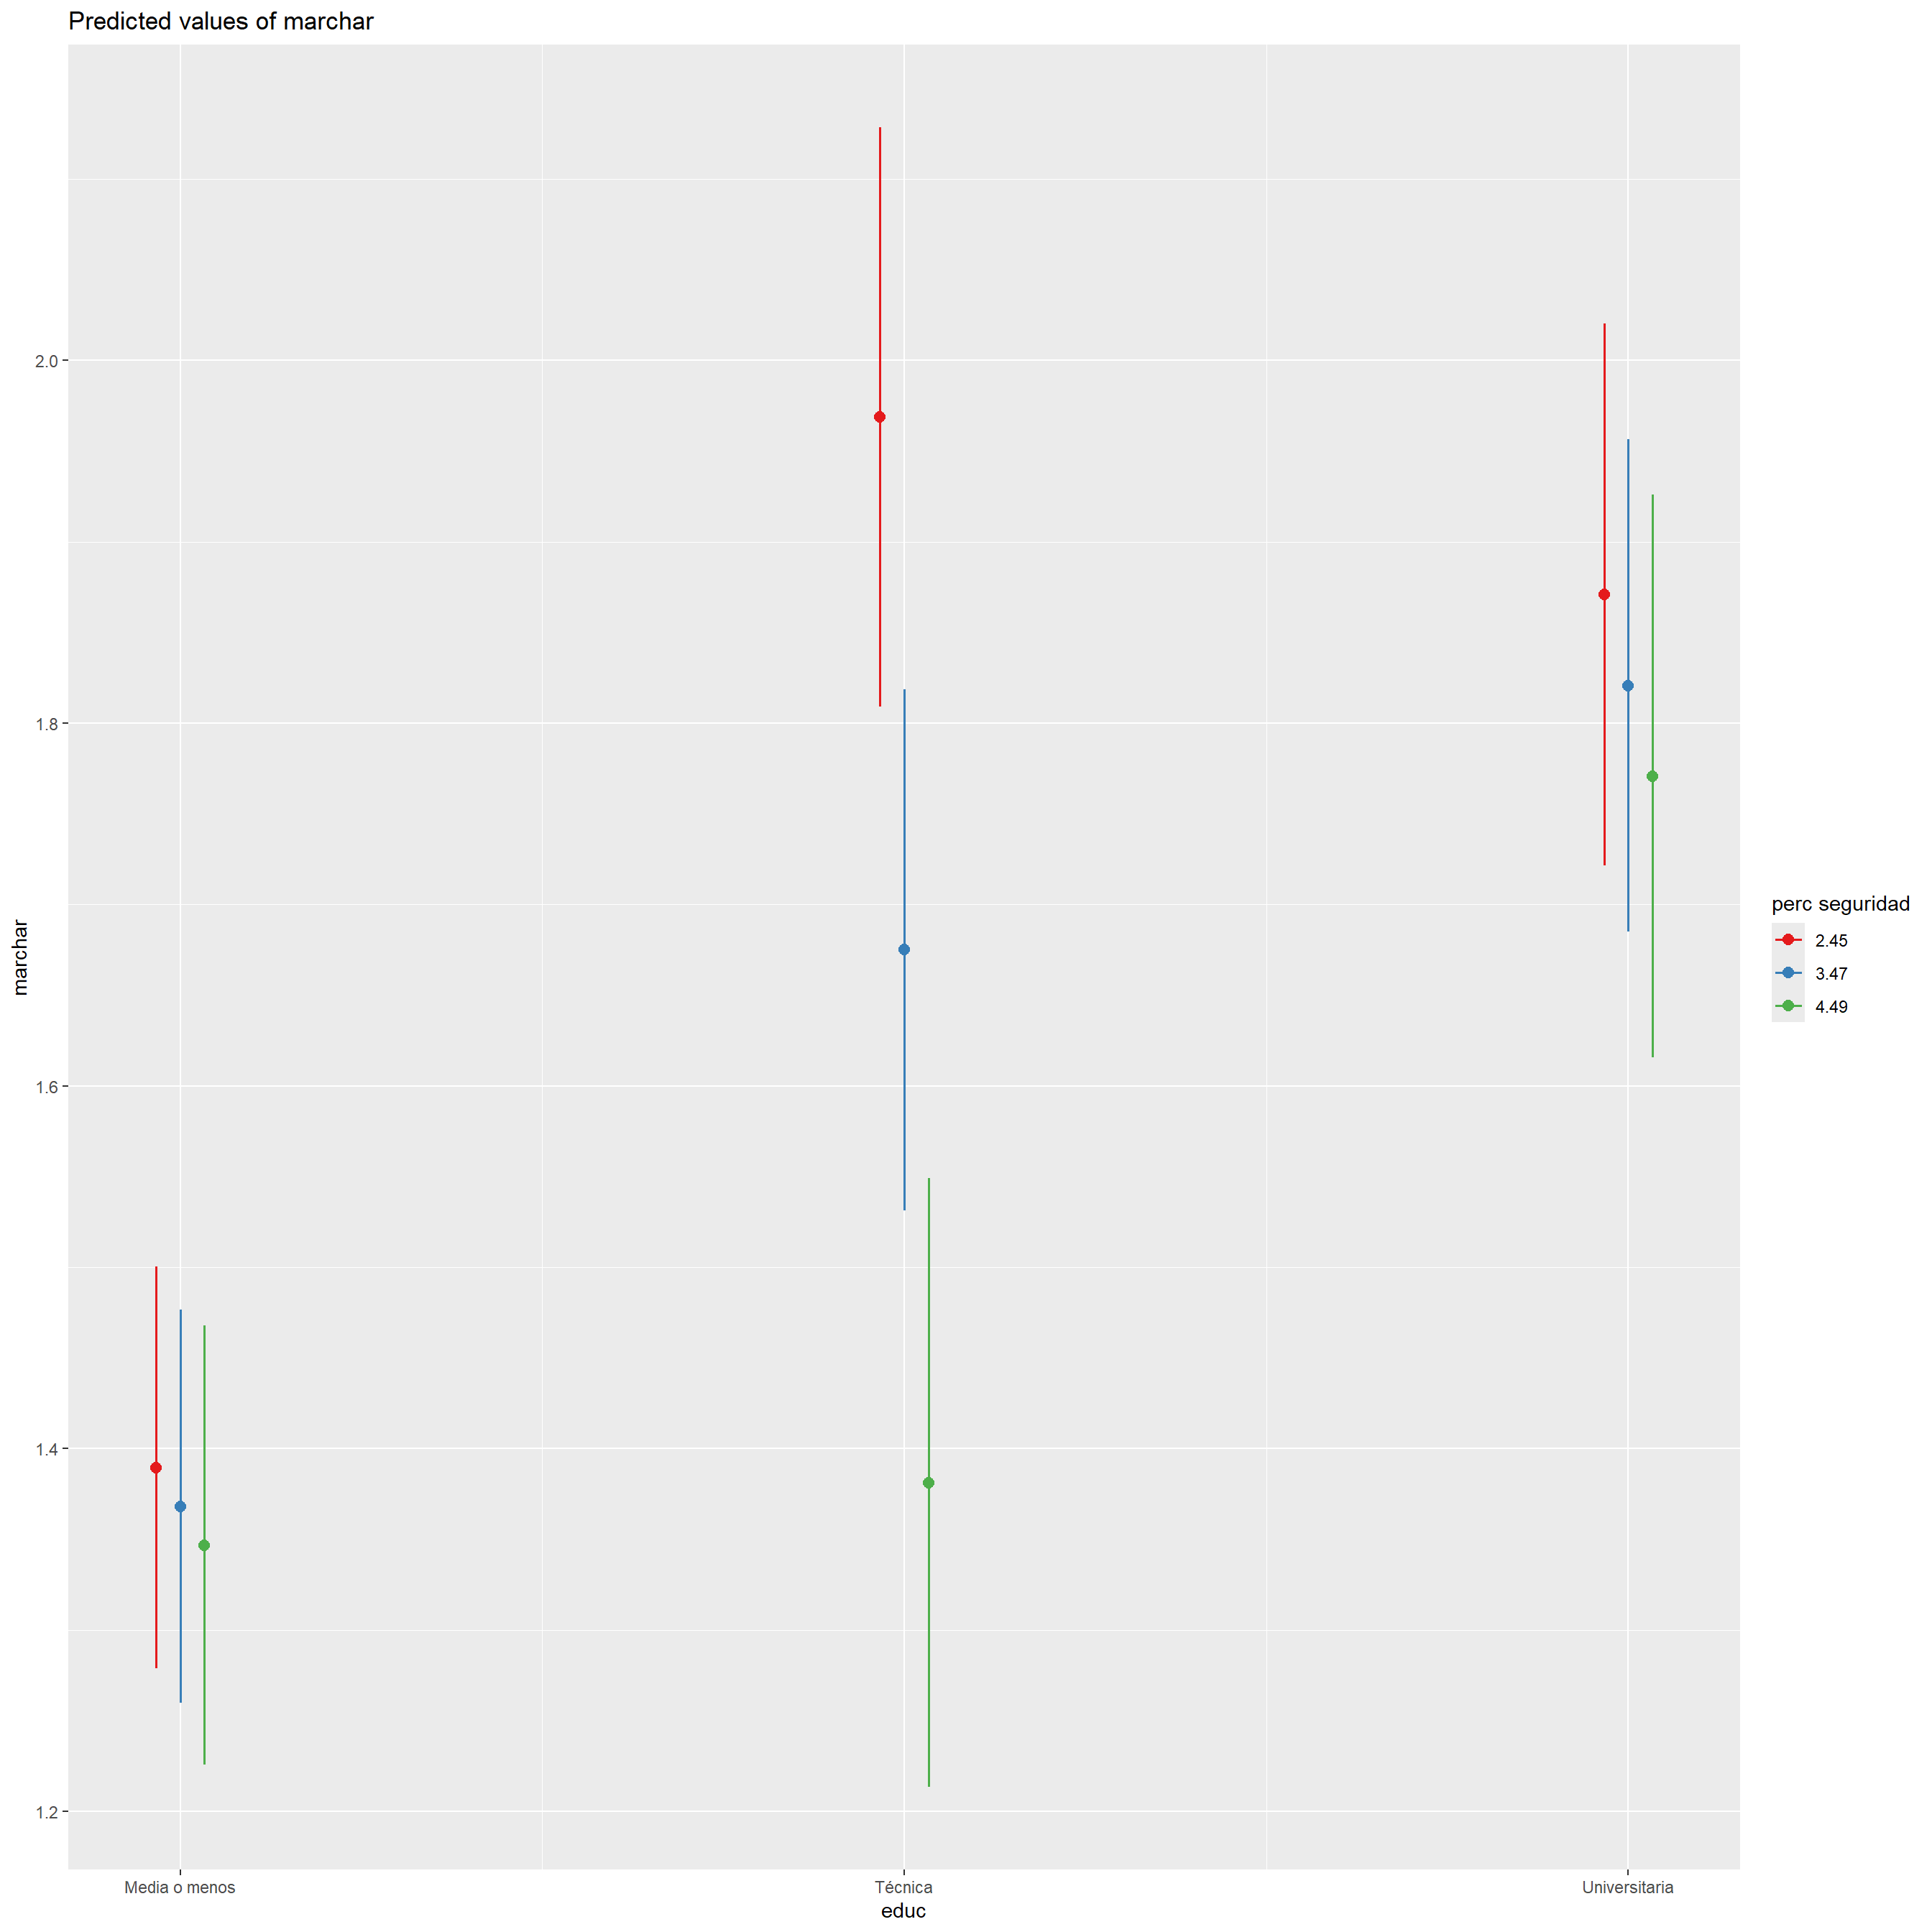 Predicted values of marchar
marchar
2.0
1.8
1.6
1.4
1.2
Media o menos
Técnica
Universitaria
educ
perc seguridad
2.45
3.47
4.49